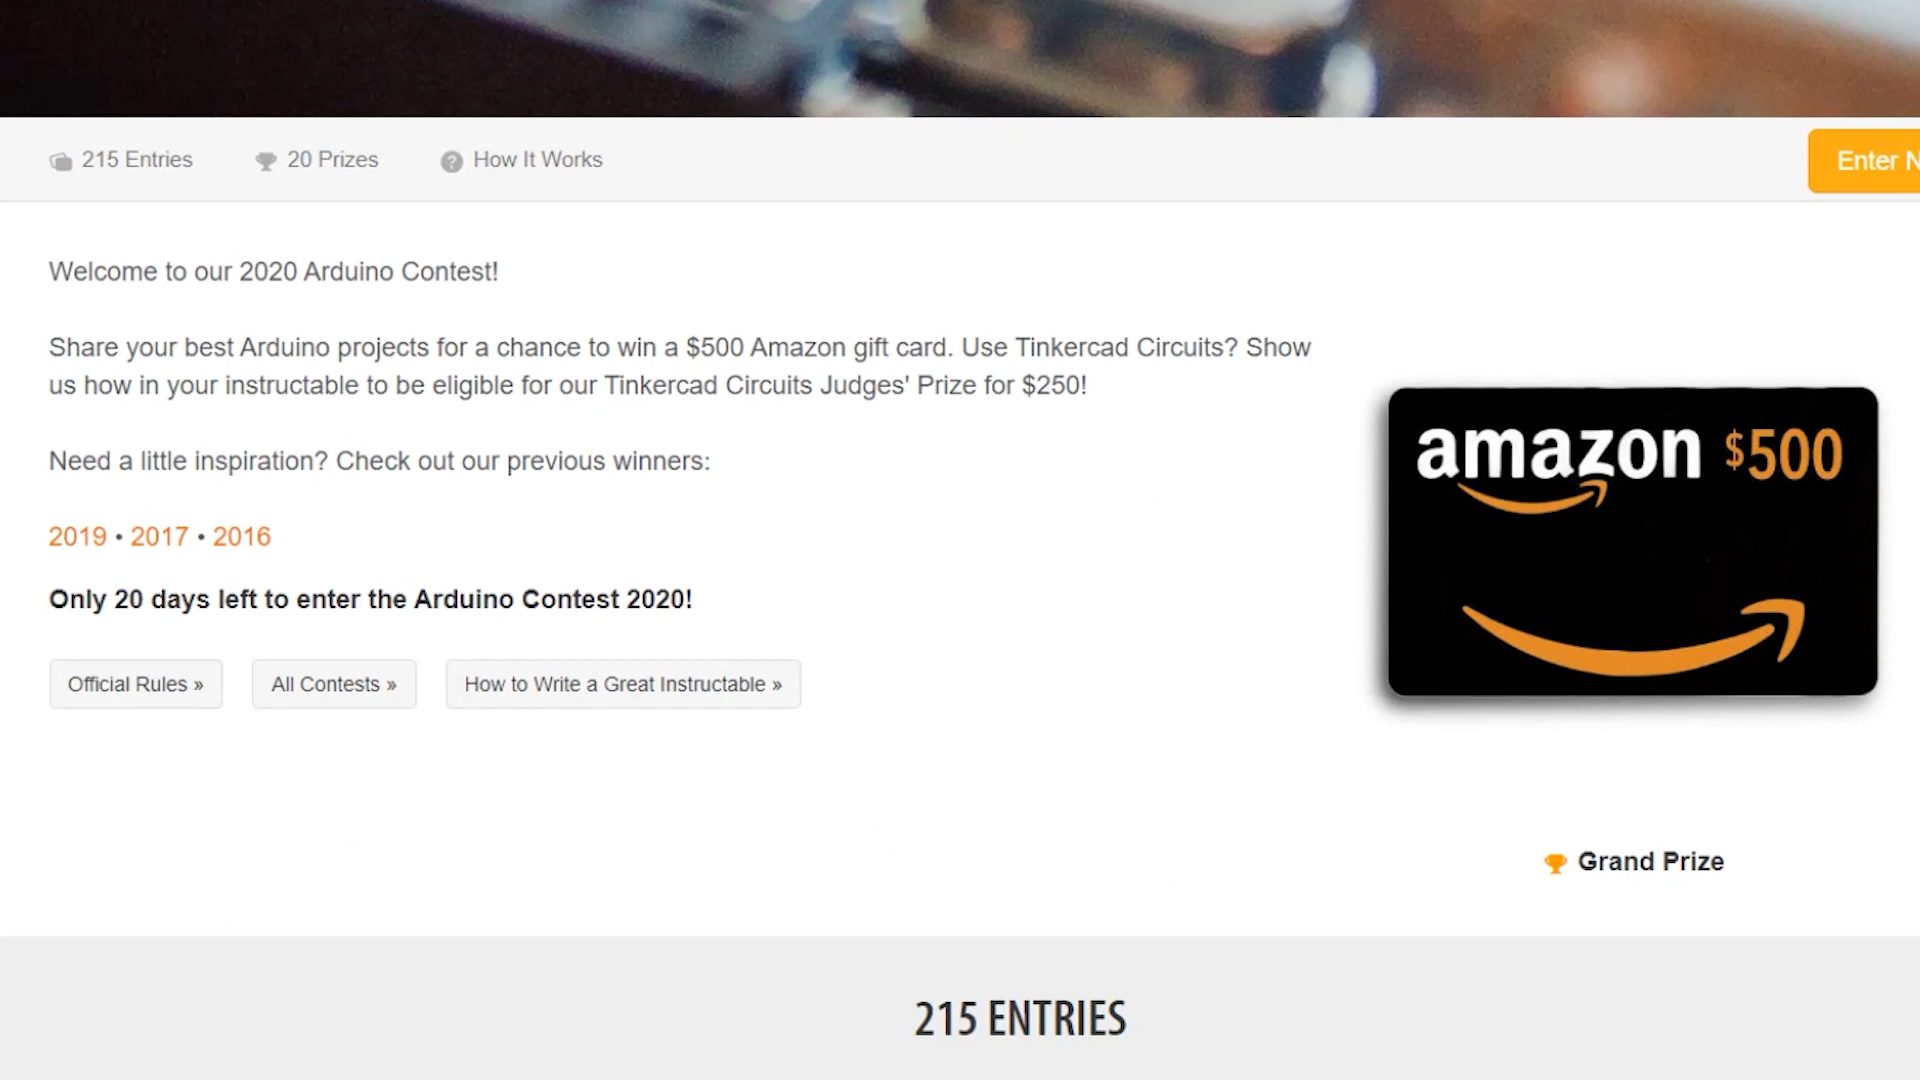 215 Entries
20 Prizes
How It Works
Enter N
Welcome to our 2020 Arduino Contest!
Share your best Arduino projects for a chance to win a $500 Amazon gift card. Use Tinkercad Circuits? Show
us how in your instructable to be eligible for our Tinkercad Circuits Judges' Prize for $250!
Need a little inspiration? Check out our previous winners:
2019 • 2017 • 2016
Only 20 days left to enter the Arduino Contest 2020!
Official Rules »
All Contests »
How to Write a Great Instructable »
amazon $500
Grand Prize
215 ENTRIES